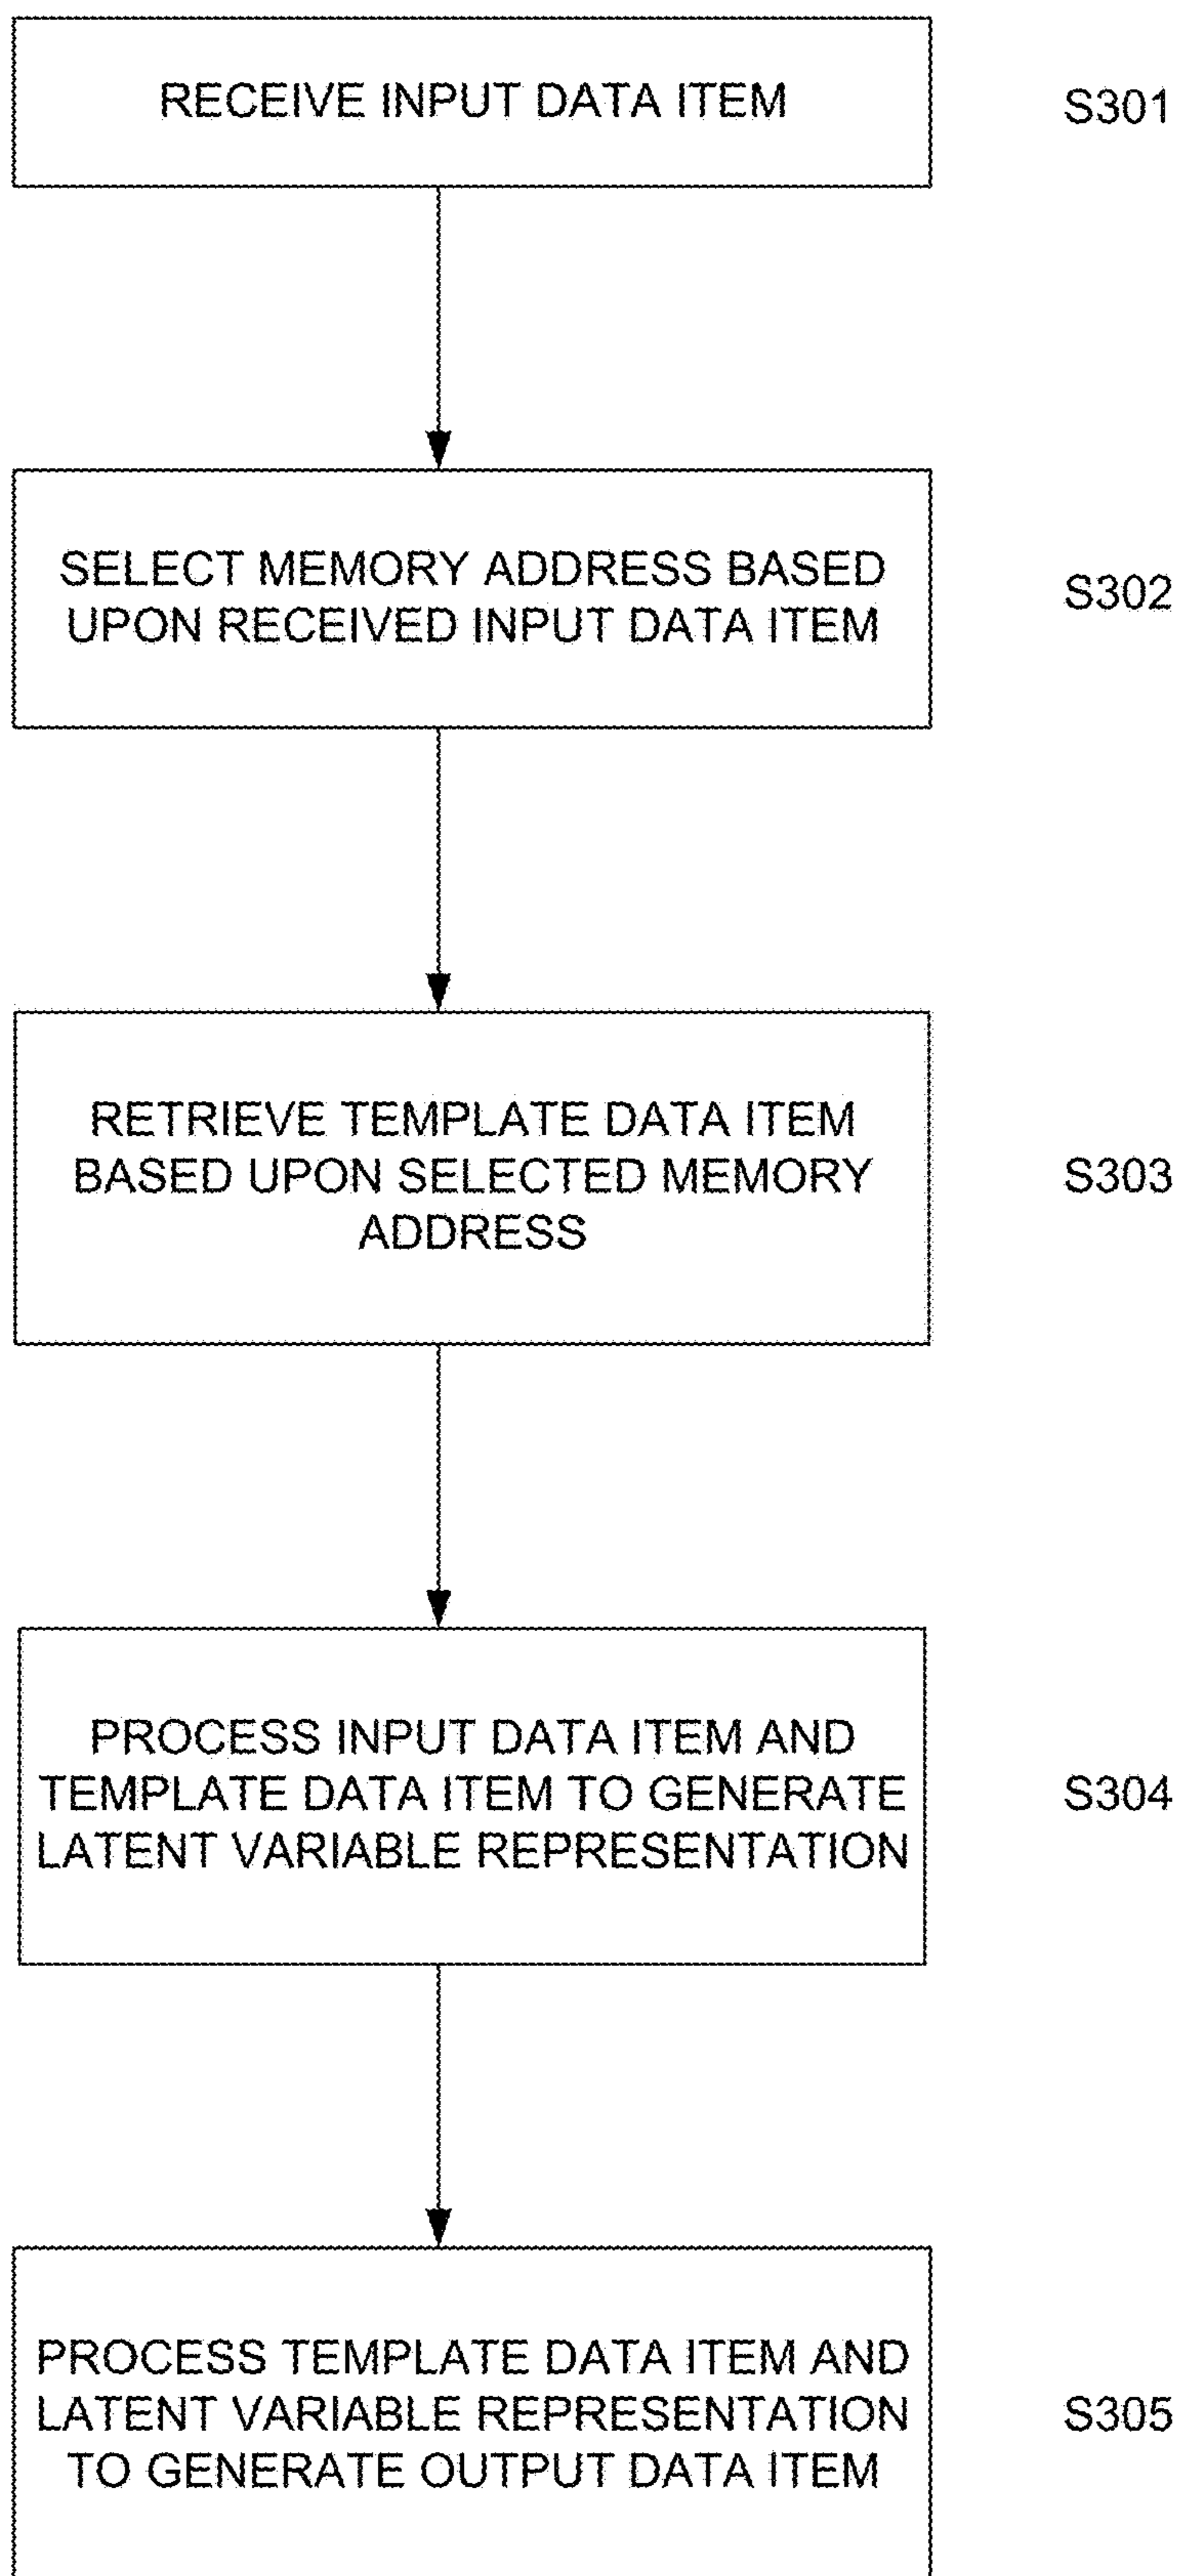 RECEIVE INPUT DATA ITEM
S301
SELECT MEMORY ADDRESS BASED
UPON RECEIVED INPUT DATA ITEM
S302
RETRIEVE TEMPLATE DATA ITEM
BASED UPON SELECTED MEMORY
ADDRESS
S303
PROCESS INPUT DATA ITEM AND
TEMPLATE DATA ITEM TO GENERATE
LATENT VARIABLE REPRESENTATION
S304
PROCESS TEMPLATE DATA ITEM AND
LATENT VARIABLE REPRESENTATION
TO GENERATE OUTPUT DATA ITEM
S305